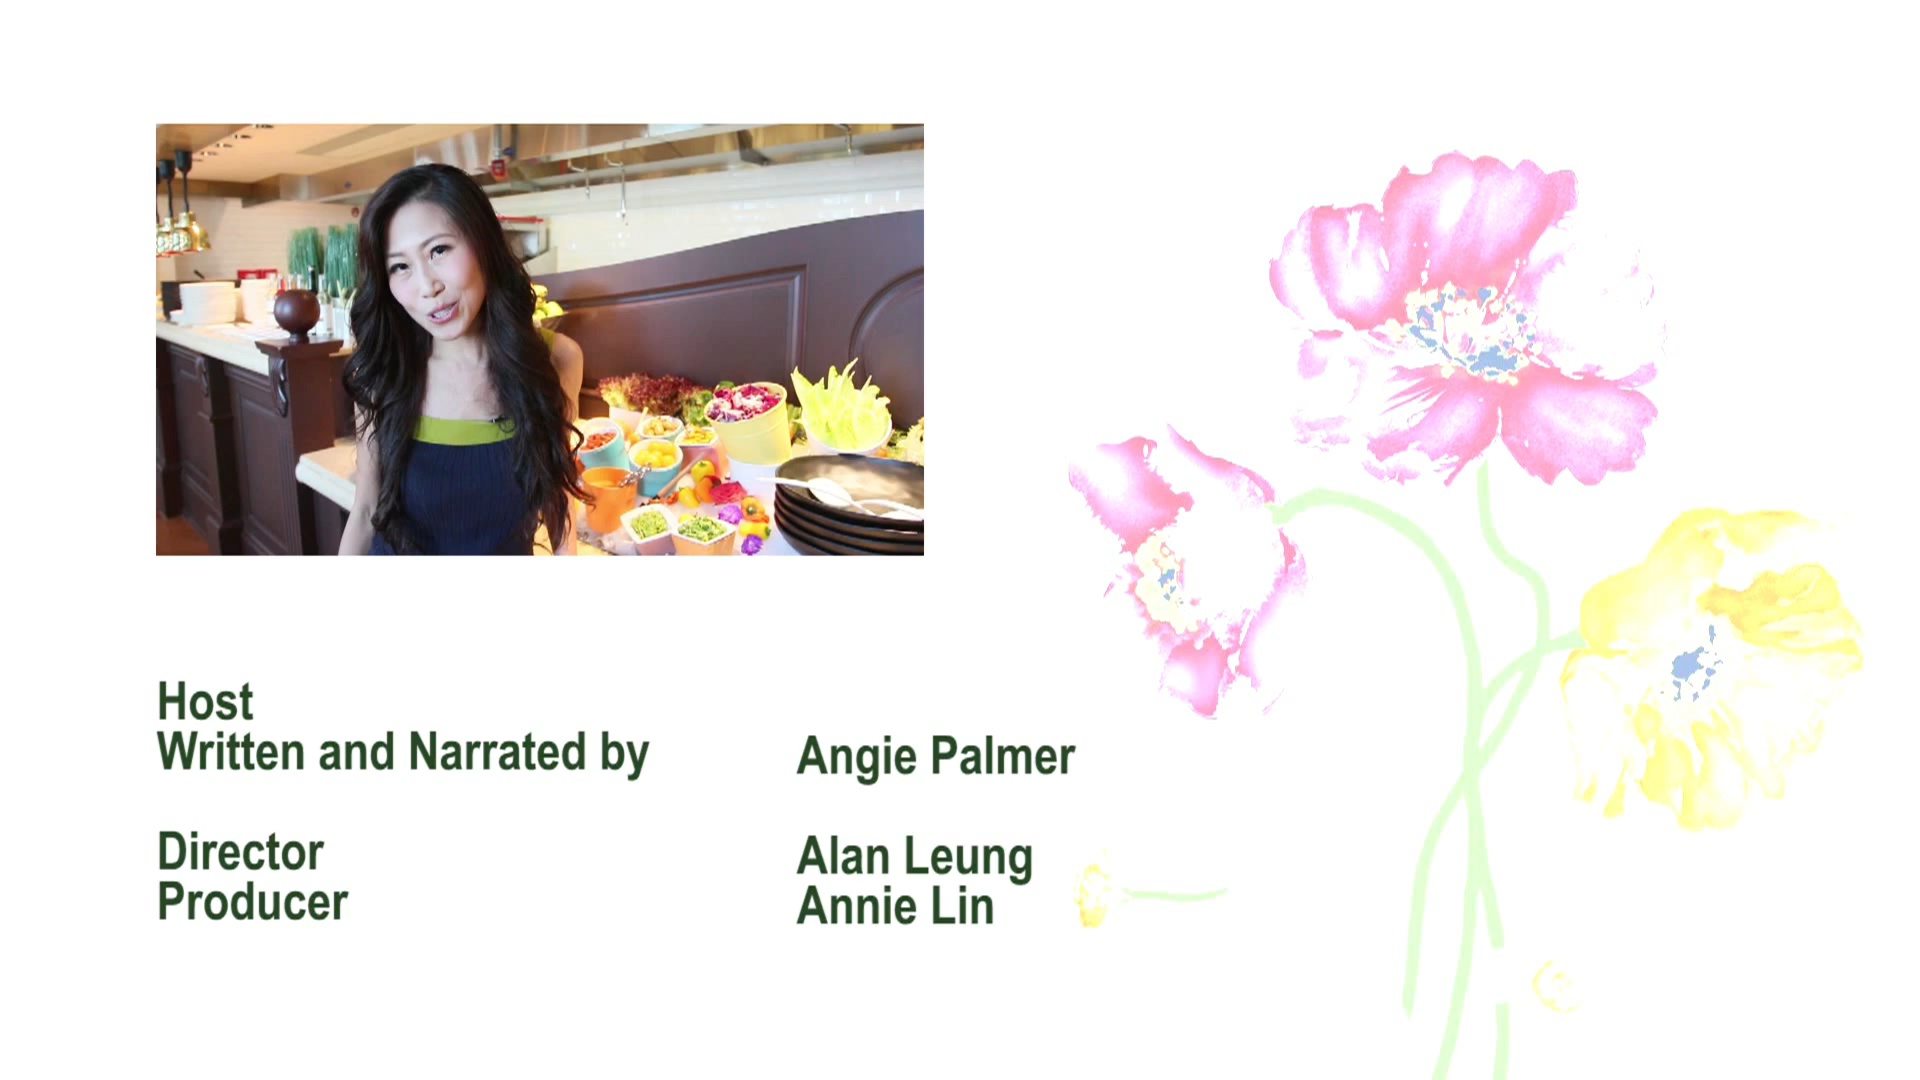 Host
Written and Narrated by
Angie Palmer
Director
Alan Leung
Producer
Annie Lin